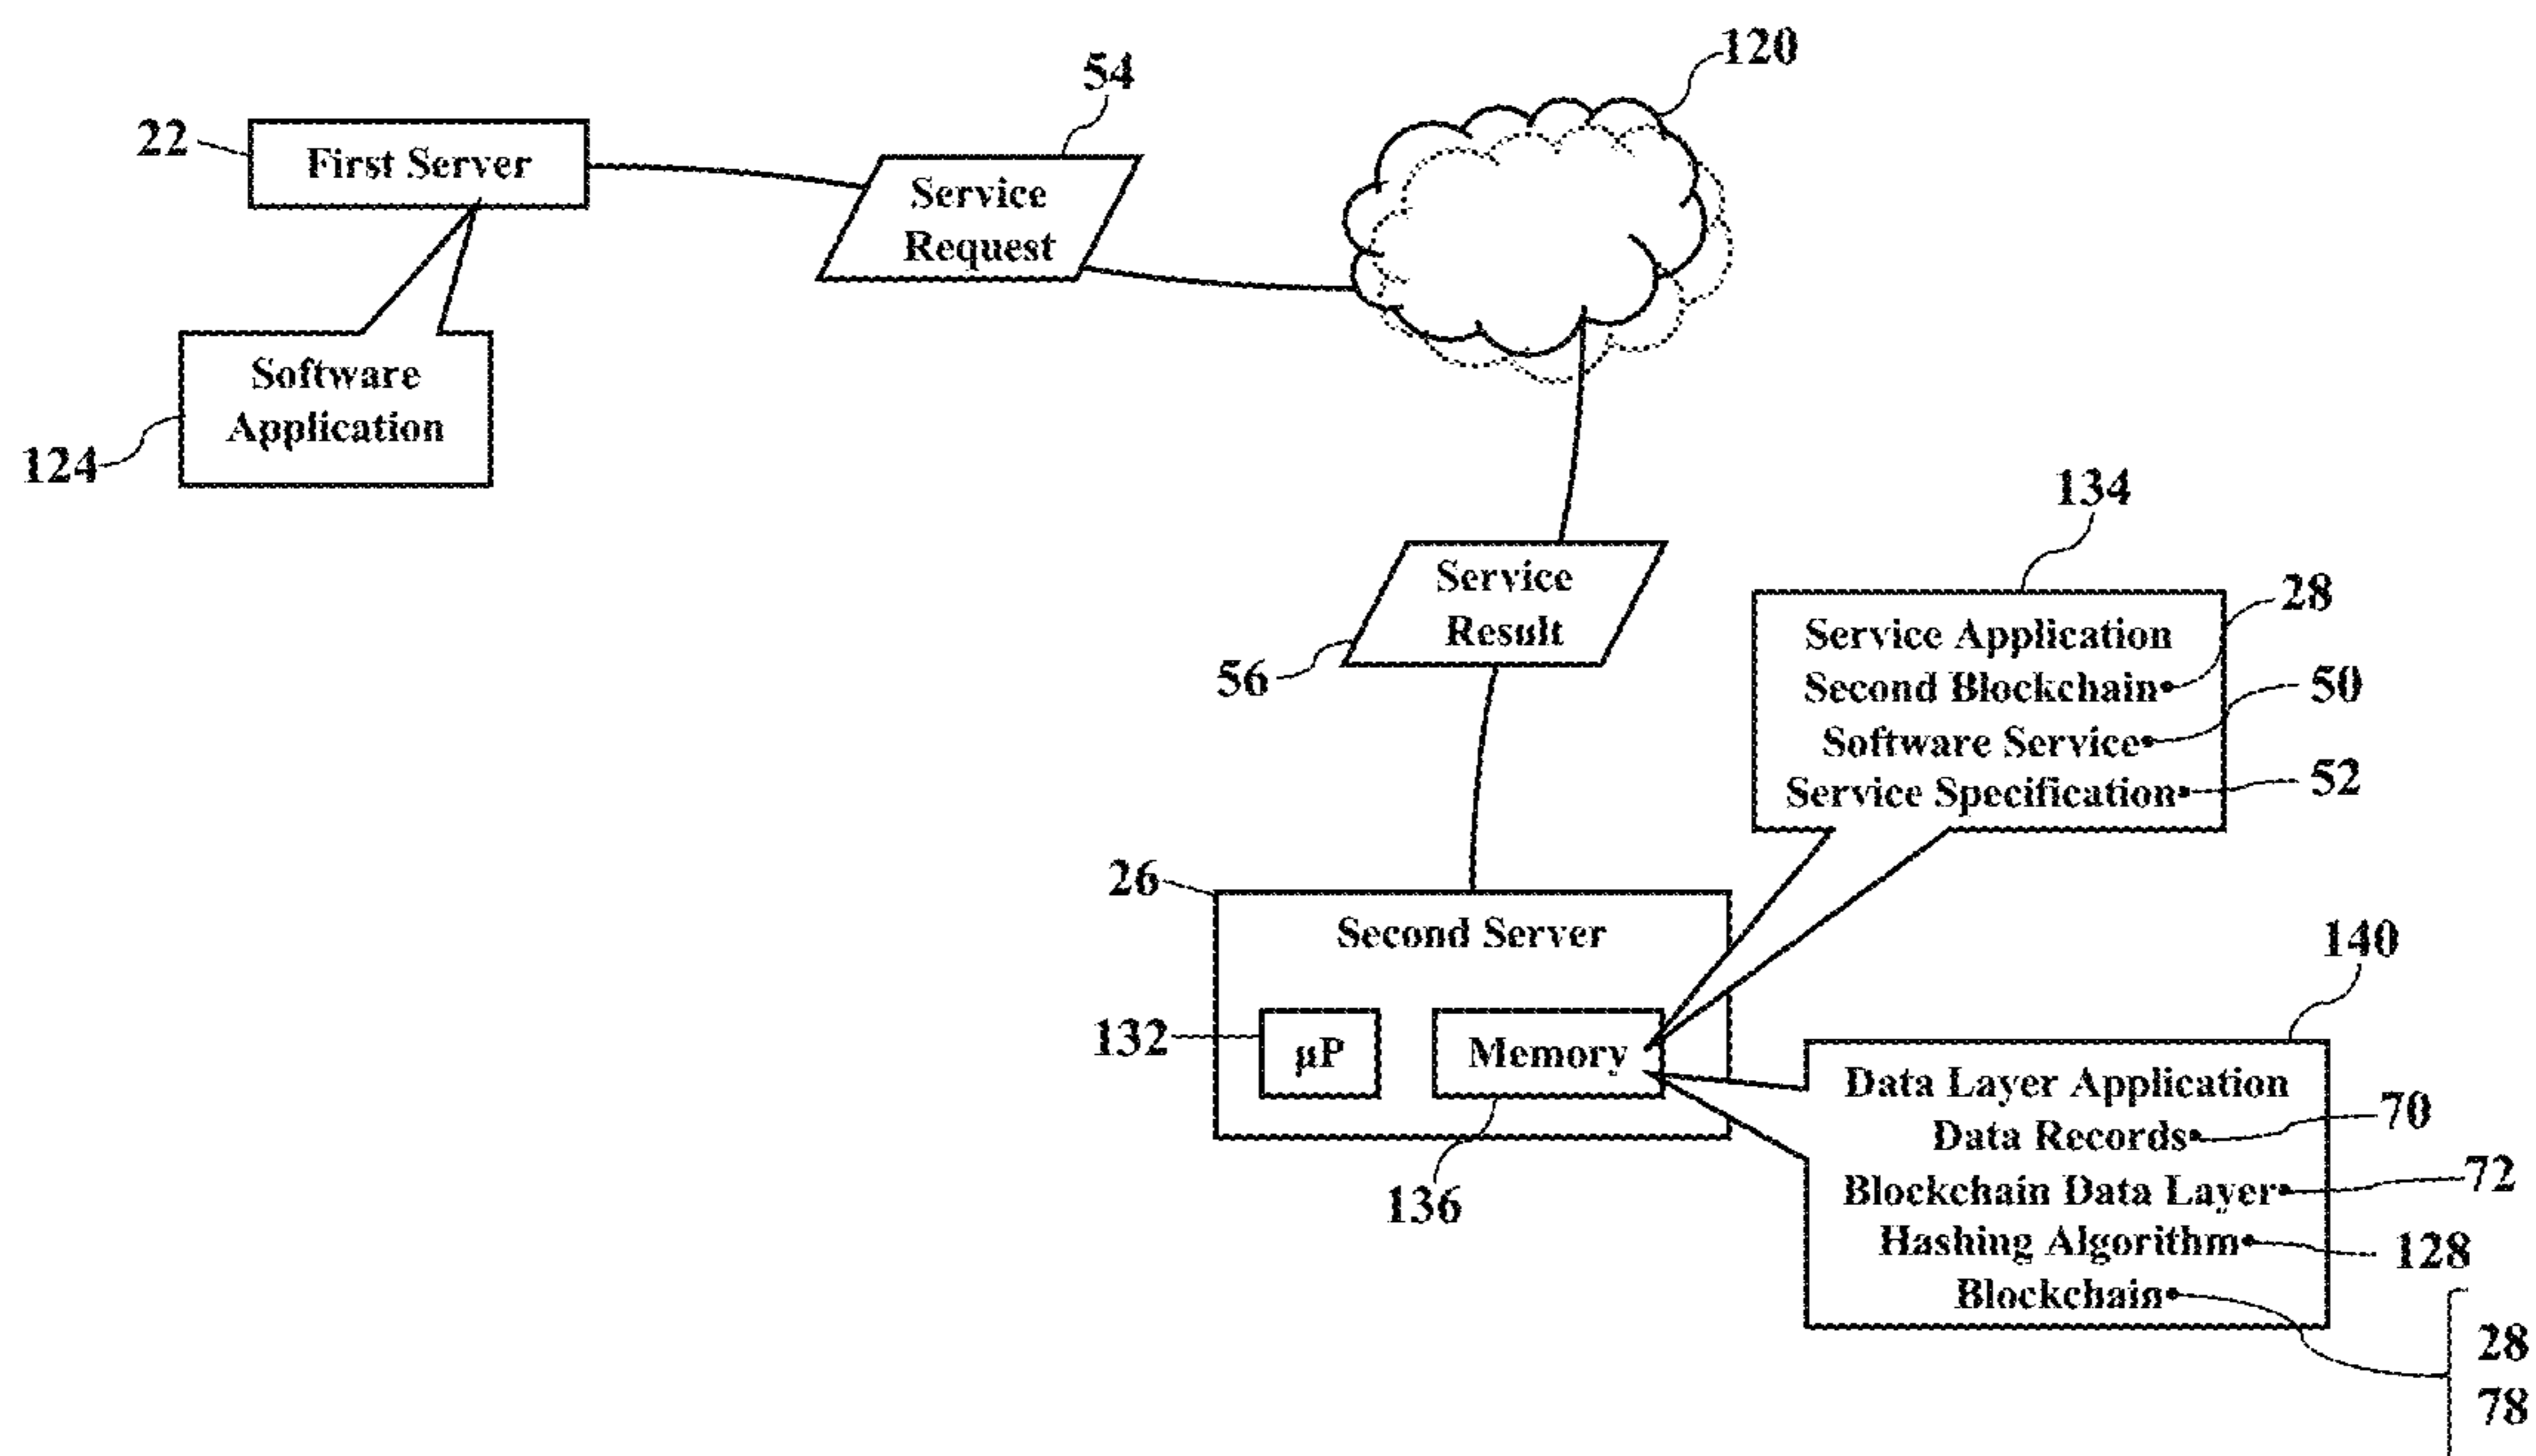 120
54
22
First Server
Service
Request
Software
Application
124
134
Service
Result
56
28
Service Application
Second Blockchain
50
Software Service
Service Specification
52
26
Second Server
140
132
μP
Memory
136
Data Layer Application
Data Records
70
Blockchain Data Layer
72
Hashing Algorithm
128
Blockchain
28
78